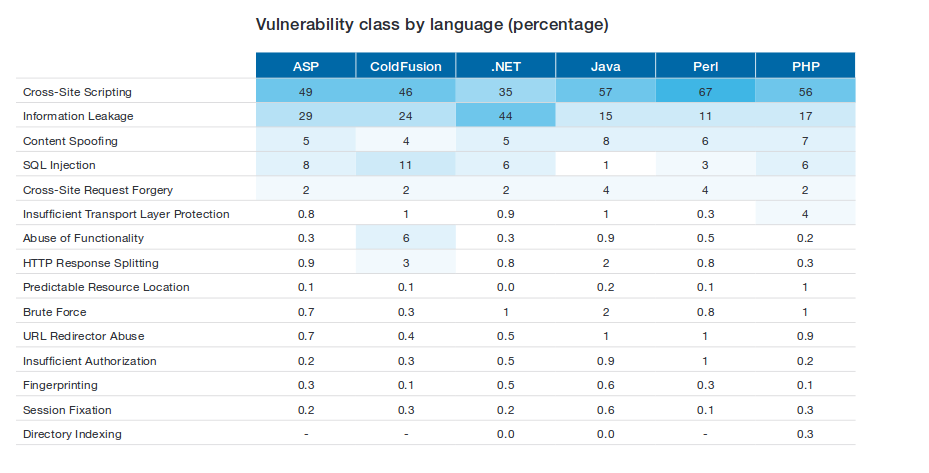 Vulnerability class by language (percentage)
ASP ColdFusion .NET Java Perl PHP
Cross-Site Scripting 49 46 35 57 67 56
Information Leakage 29 24 44 15 11 17
Content Spoofing 5 4 5 8 6 7
SQL Injection 8 11 6 1 3 6
Cross-Site Request Forgery 2 2 2 4 4 2
Insufficient Transport Layer Protection 0.8 1 0.9 1 0.3 4
Abuse of Functionality 0.3 6 0.3 0.9 0.5 0.2
HTTP Response Splitting 0.9 3 0.8 2 0.8 0.3
Predictable Resource Location 0.1 0.1 0.0 0.2 0.1 1
Brute Force 0.7 0.3 1 2 0.8 1
URL Redirector Abuse 0.7 0.4 0.5 1 1 0.9
Insufficient Authorization 0.2 0.3 0.5 0.9 1 0.2
Fingerprinting 0.3 0.1 0.5 0.6 0.3 0.1
Session Fixation 0.2 0.3 0.2 0.6 0.1 0.3
Directory Indexing - - 0.0 0.0 - 0.3